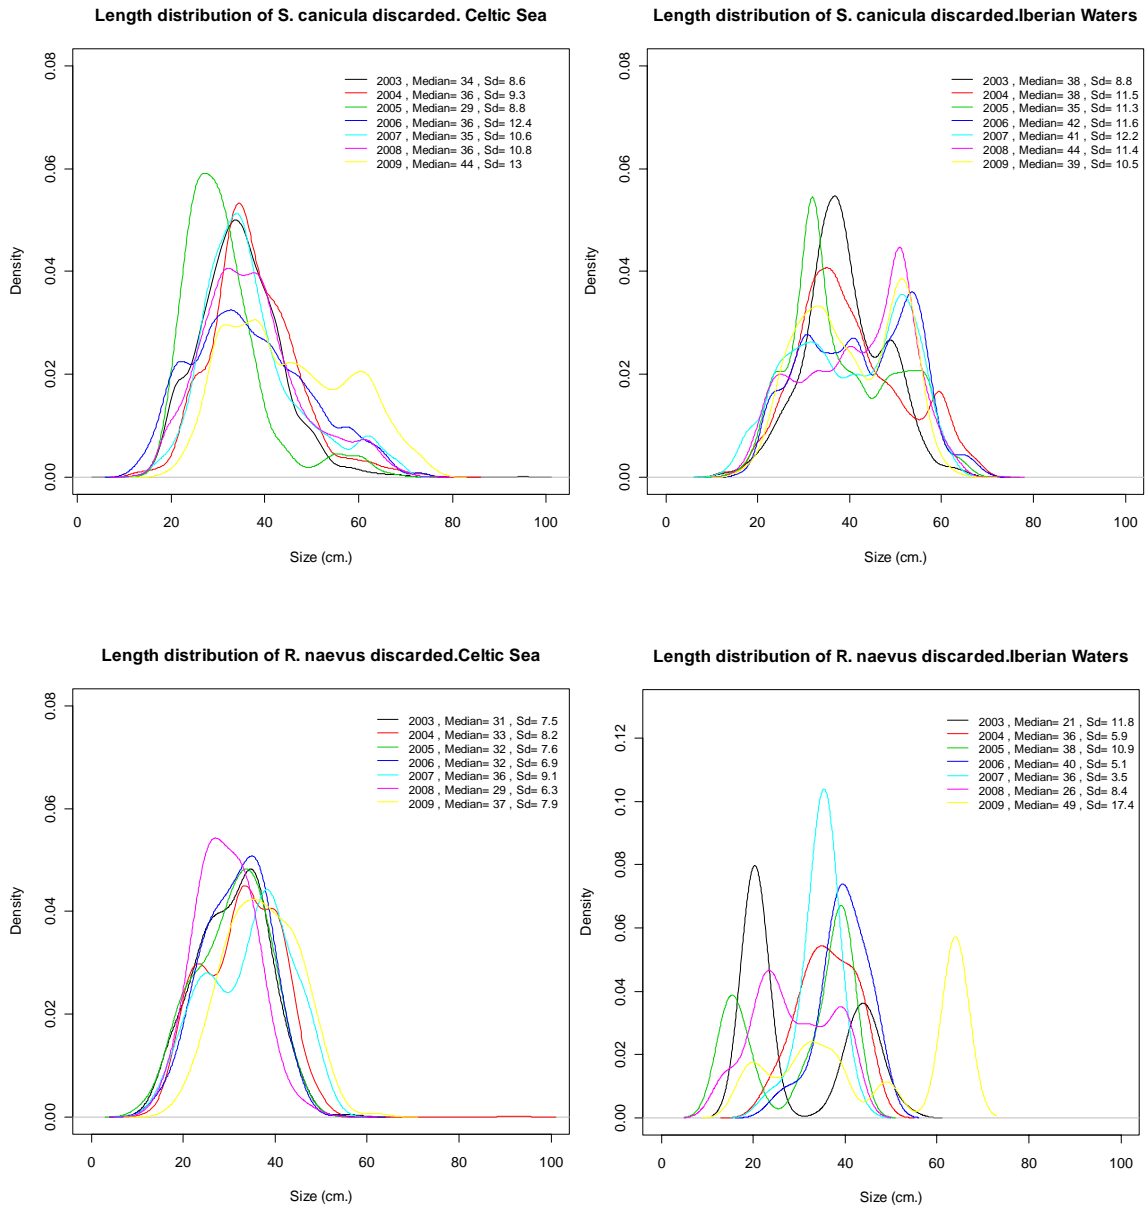 Length distribution of S. canicula discarded. Celtic Sea
Density
0.00
0.02
0.04
0.06
0.08
2003 , Median= 34 , Sd= 8.6
2004 , Median= 36 , Sd= 9.3
2005 , Median= 29 , Sd= 8.8
2006 , Median= 36 , Sd= 12.4
2007 , Median= 35 , Sd= 10.6
2008 , Median= 36 , Sd= 10.8
2009 , Median= 44 , Sd= 13
0 20 40 60 80 100
Size (cm.)
Length distribution of S. canicula discarded.Iberian Waters
Density
0.00
0.02
0.04
0.06
0.08
2003 , Median= 38 , Sd= 8.8
2004 , Median= 38 , Sd= 11.5
2005 , Median= 35 , Sd= 11.3
2006 , Median= 42 , Sd= 11.6
2007 , Median= 41 , Sd= 12.2
2008 , Median= 44 , Sd= 11.4
2009 , Median= 39 , Sd= 10.5
0 20 40 60 80 100
Size (cm.)
Length distribution of R. naevus discarded.Celtic Sea
Density
0.00
0.02
0.04
0.06
0.08
2003 , Median= 31 , Sd= 7.5
2004 , Median= 33 , Sd= 8.2
2005 , Median= 32 , Sd= 7.6
2006 , Median= 32 , Sd= 6.9
2007 , Median= 36 , Sd= 9.1
2008 , Median= 29 , Sd= 6.3
2009 , Median= 37 , Sd= 7.9
0 20 40 60 80 100
Size (cm.)
Length distribution of R. naevus discarded.Iberian Waters
Density
0.00
0.02
0.04
0.06
0.08
0.10
0.12
2003 , Median= 21 , Sd= 11.8
2004 , Median= 36 , Sd= 5.9
2005 , Median= 38 , Sd= 10.9
2006 , Median= 40 , Sd= 5.1
2007 , Median= 36 , Sd= 3.5
2008 , Median= 26 , Sd= 8.4
2009 , Median= 49 , Sd= 17.4
0 20 40 60 80 100
Size (cm.)